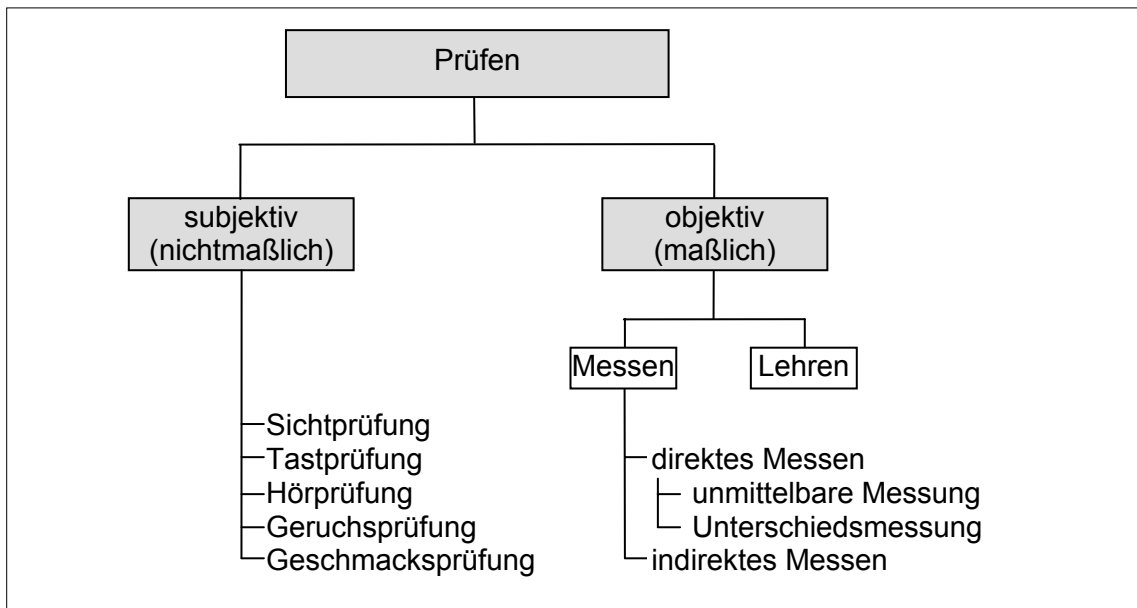 Prüfen
subjektiv
(nichtmaßlich)
objektiv
(maßlich)
Messen
Lehren
Sichtprüfung
Tastprüfung
Hörprüfung
Geruchsprüfung
Geschmacksprüfung
direktes Messen
unmittelbare Messung
Unterschiedsmessung
indirektes Messen